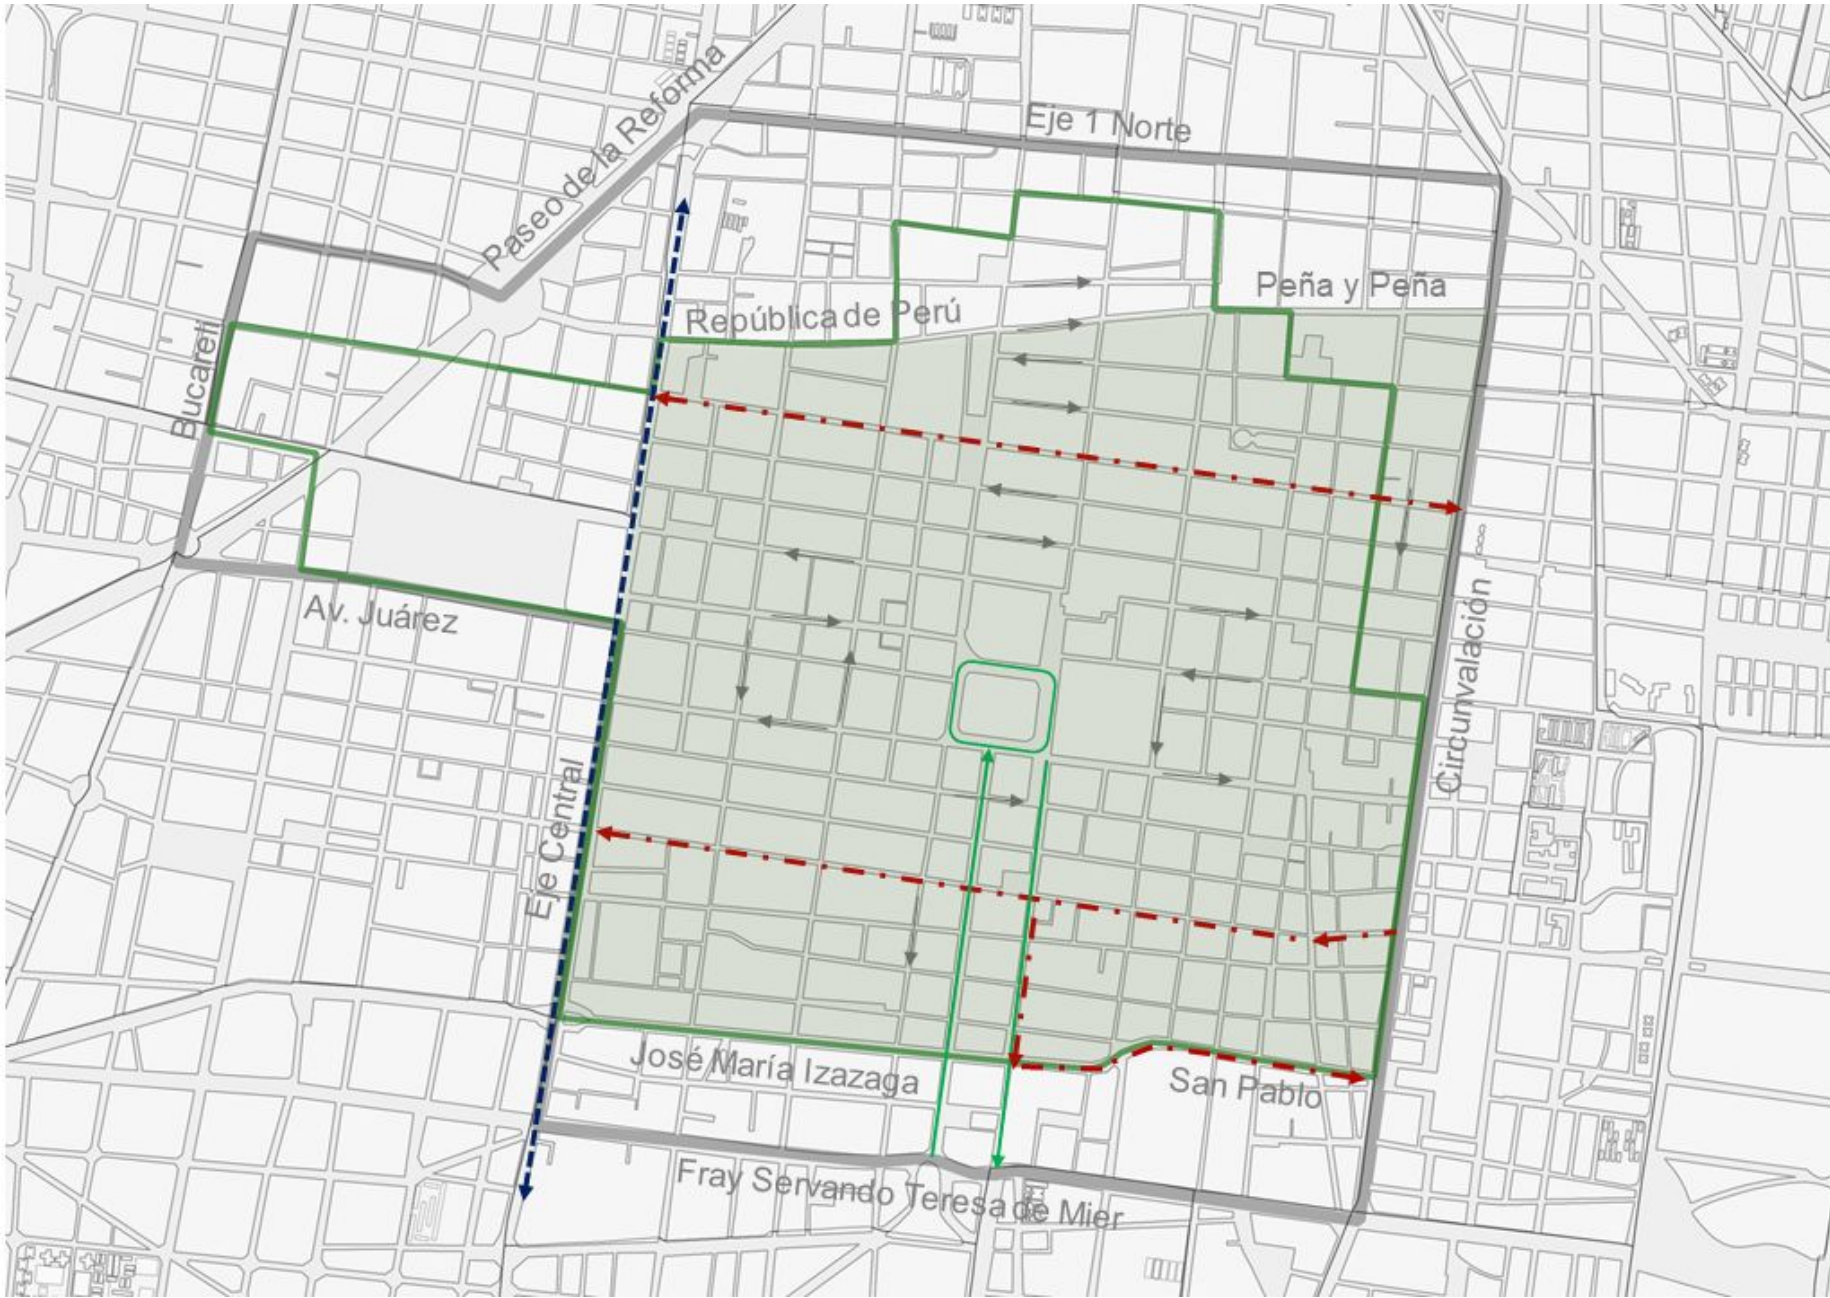 Paseo de la Reforma
Eje 1 Norte
Peña y Peña
República de Perú
Bucareli
Av. Juárez
Circunvalación
Eje Central
José María Izazaga
San Pablo
Fray Servando Teresa de Mier